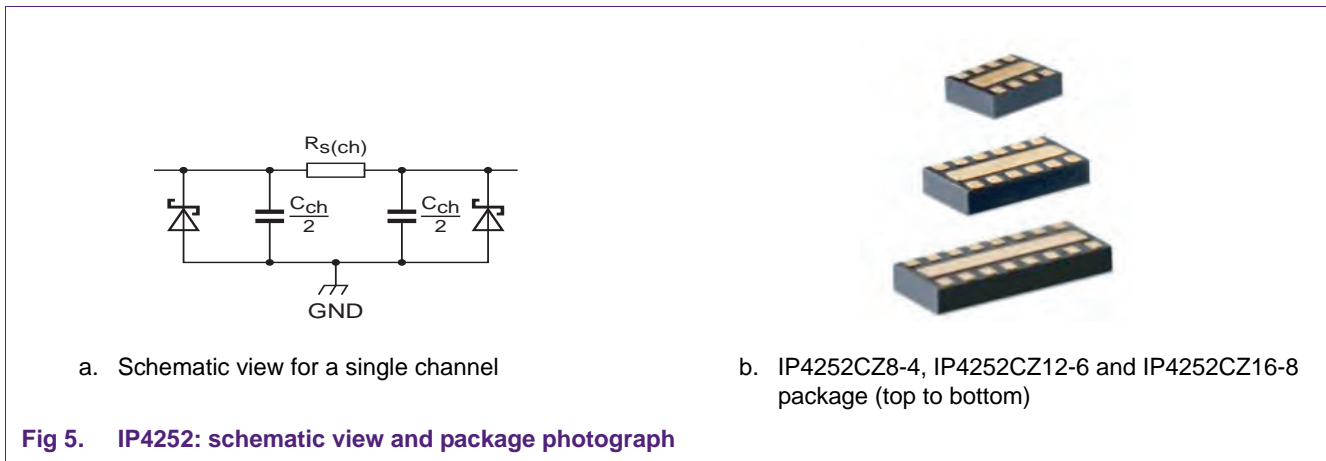 Rs(ch)
Cch
2
Cch
2
GND
a. Schematic view for a single channel
b. IP4252CZ8-4, IP4252CZ12-6 and IP4252CZ16-8
package (top to bottom)
Fig 5. IP4252: schematic view and package photograph